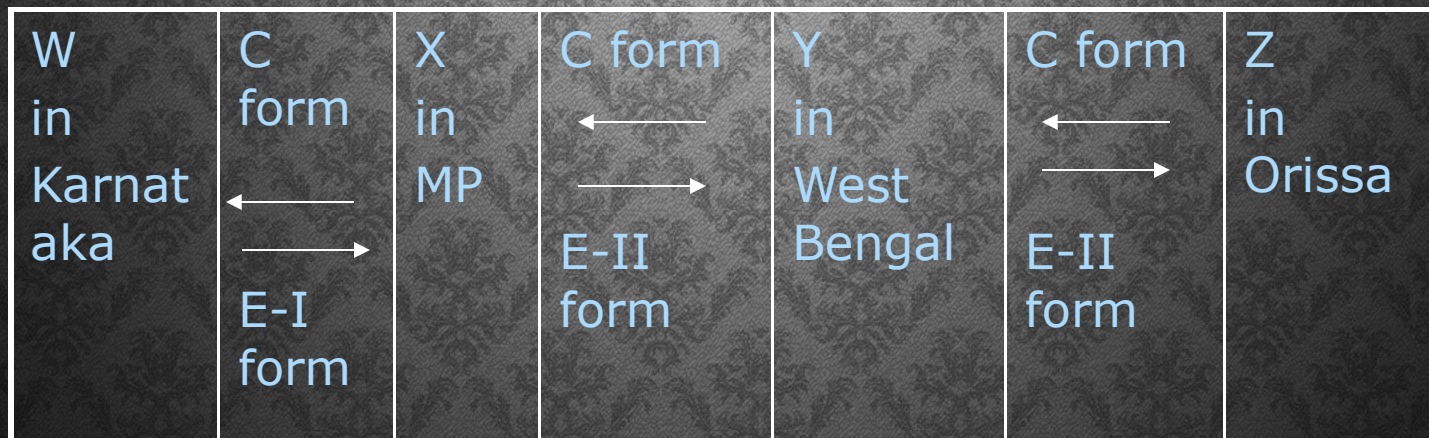 W
in
Karnat
aka
C
form
E-I
form
X
in
MP
C form
E-II
form
Y
in
West
Bengal
C form
E-II
form
Z
in
Orissa